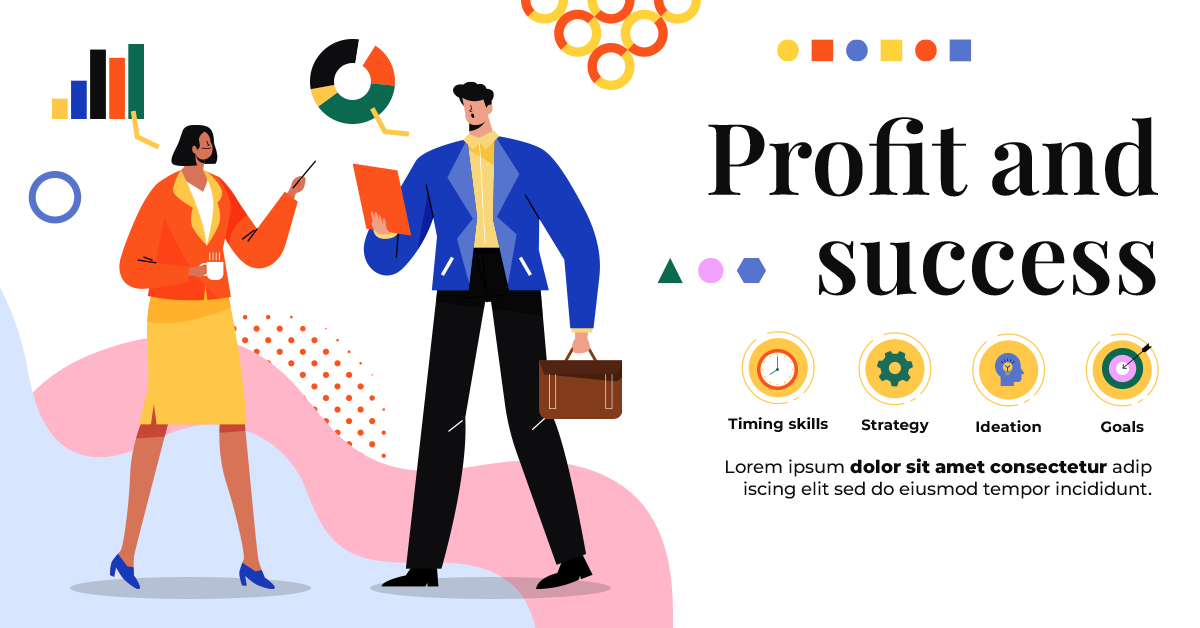 Profit and
success
Timing skills
Strategy
Ideation
Goals
Lorem ipsum dolor sit amet consectetur adip
iscing elit sed do eiusmod tempor incididunt.